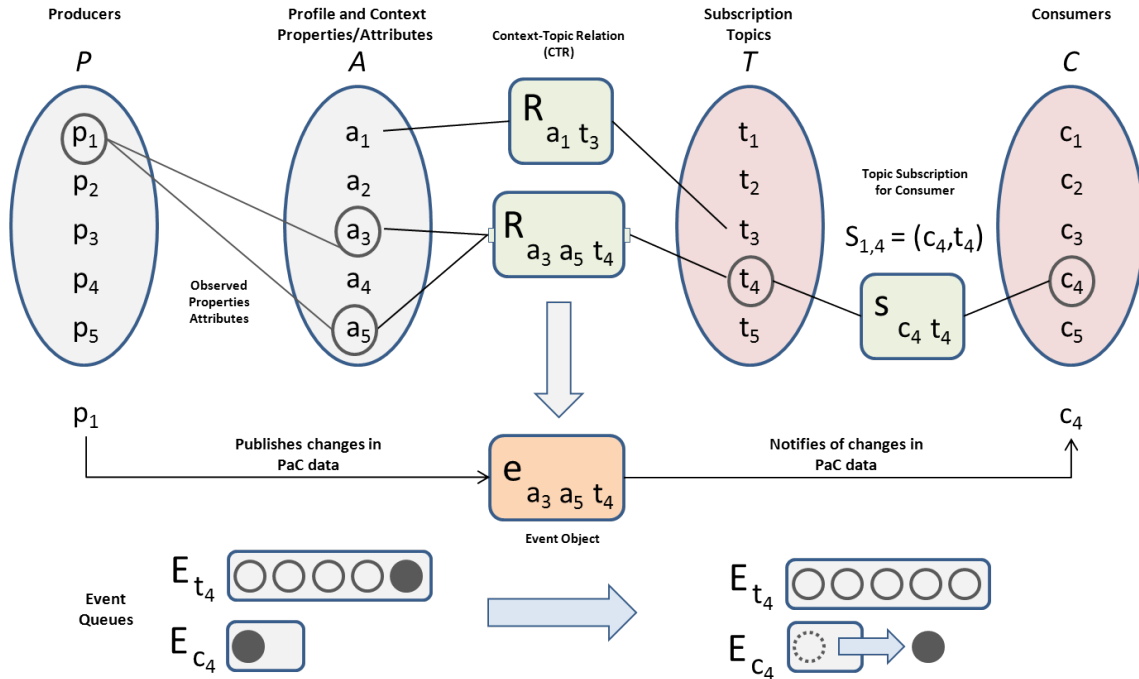 Producers
Profile and Context
Properties/Attributes
Context-Topic Relation
(CTR)
Subscription
Topics
Consumers
P
A
T
C
p₁
p₂
p₃
p₄
p₅
Observed
Properties
Attributes
a₁
a₂
a₃
a₄
a₅
R a₁ t₃
R a₃ a₅ t₄
t₁
t₂
t₃
t₄
t₅
Topic Subscription
for Consumer
S₁,₄ = (c₄,t₄)
s c₄ t₄
c₁
c₂
c₃
c₄
c₅
p₁
Publishes changes in
PaC data
e a₃ a₅ t₄
Event Object
Notifies of changes in
PaC data
c₄
Event
Queues
E t₄
E c₄
E t₄
E c₄